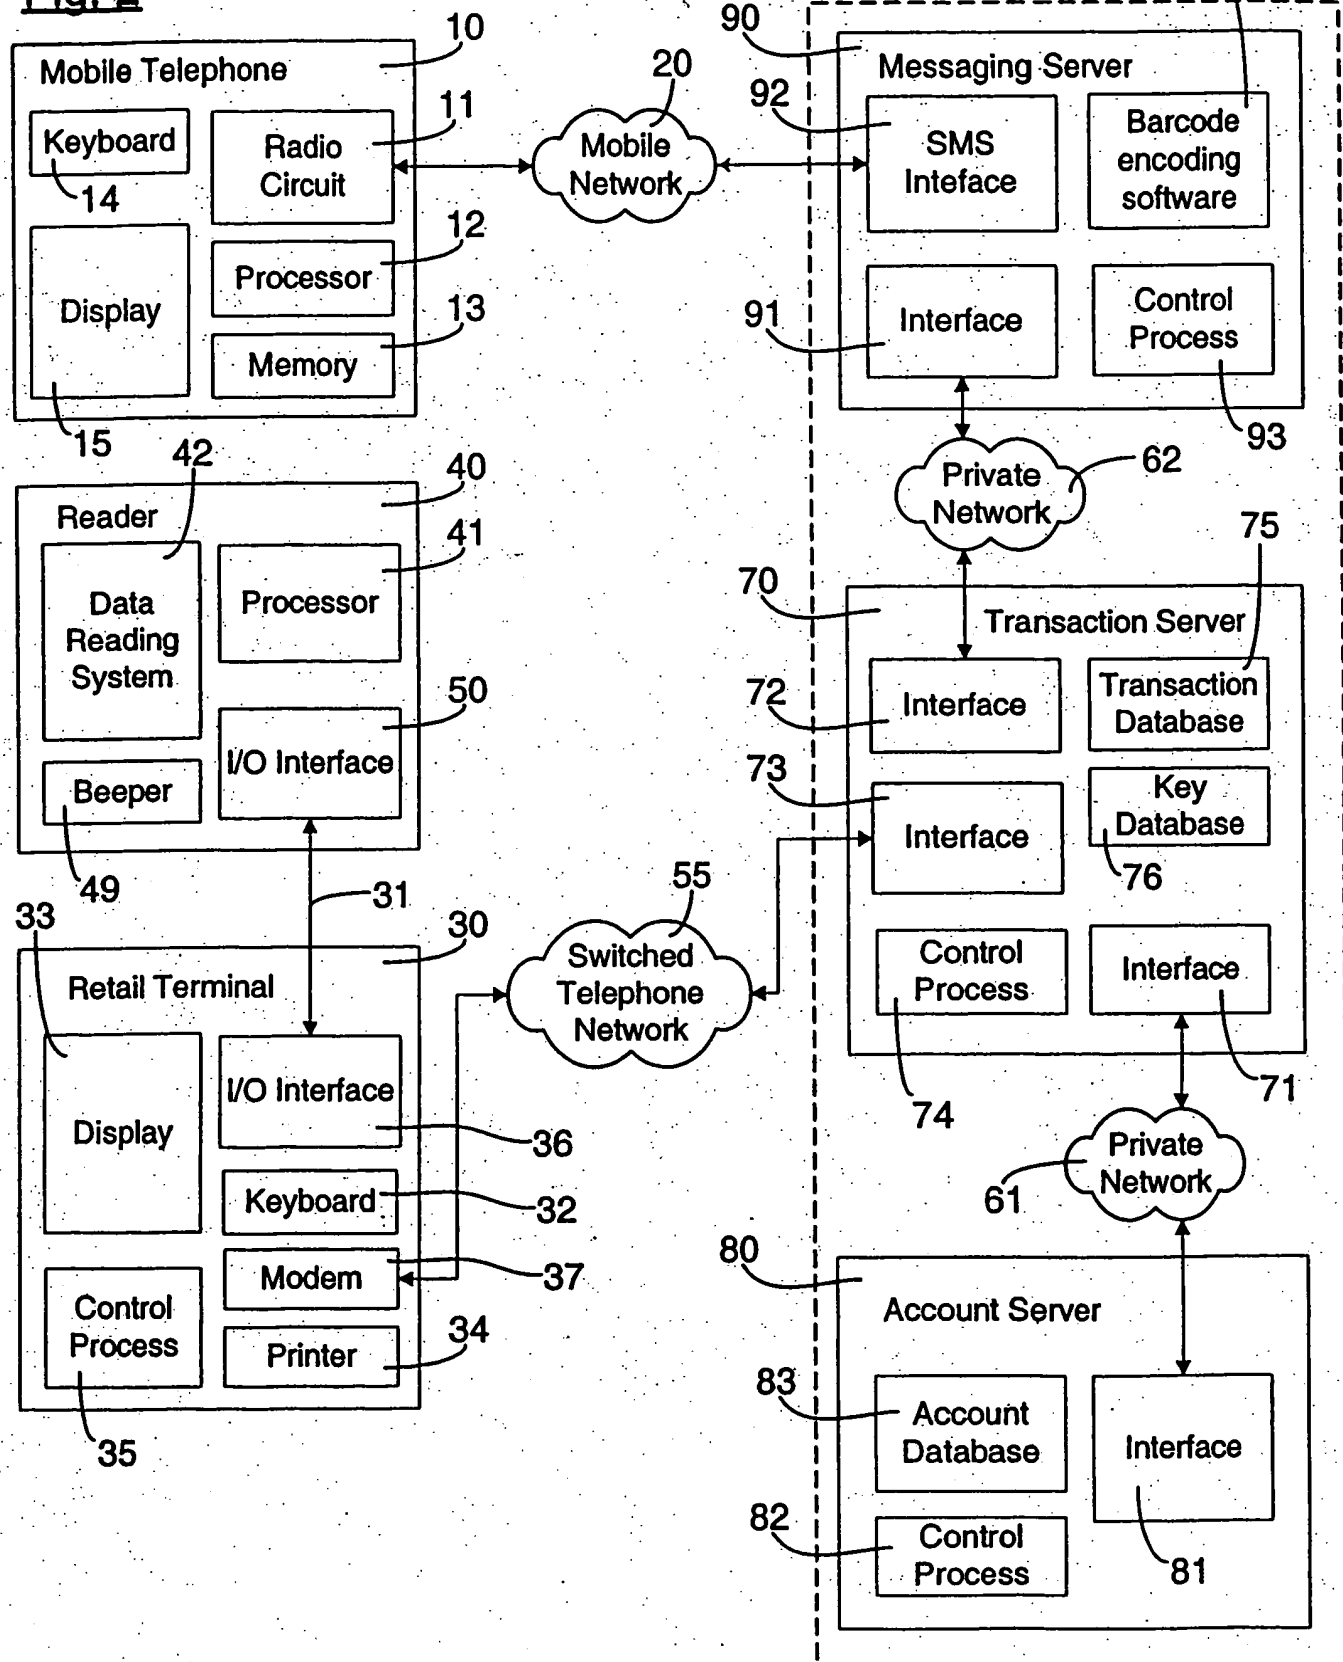 10
Mobile Telephone
Keyboard
14
11
Radio
Circuit
12
Processor
13
Memory
Display
15
20
Mobile
Network
90
Messaging Server
92
SMS
Inteface
Barcode
encoding
software
91
Interface
Control
Process
93
Private
Network
62
42
40
Reader
41
Data
Reading
System
Processor
50
I/O Interface
Beeper
49
31
70
Transaction Server
75
72
Interface
Transaction
Database
73
Interface
Key
Database
76
Control
Process
74
Interface
71
55
Switched
Telephone
Network
33
30
Retail Terminal
Display
I/O Interface
36
Keyboard
32
Modem
37
Control
Process
35
Printer
34
Private
Network
61
80
Account Server
83
Account
Database
Interface
81
82
Control
Process